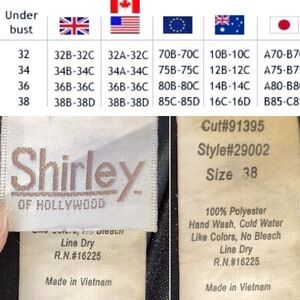 Under
bust
32 32B-32C 32A-32C 70B-70C 10B-10C A70-B7
34 34B-34C 34A-34C 75B-75C 12B-12C A75-B7
36 36B-36C 36B-36C 80B-80C 14B-14C A80-B8
38 38B-38D 38B-38D 85C-85D 16C-16D B85-C8
Shirley
OF HOLLYWOOD
Like Colors, No Bleach
Line Dry
R.N.#16225
Made in Vietnam
Cut#91395
Style#29002
Size 38
100% Polyester
Hand Wash, Cold Water
Like Colors, No Bleach
Line Dry
R.N.#16225
Made in Vietnam